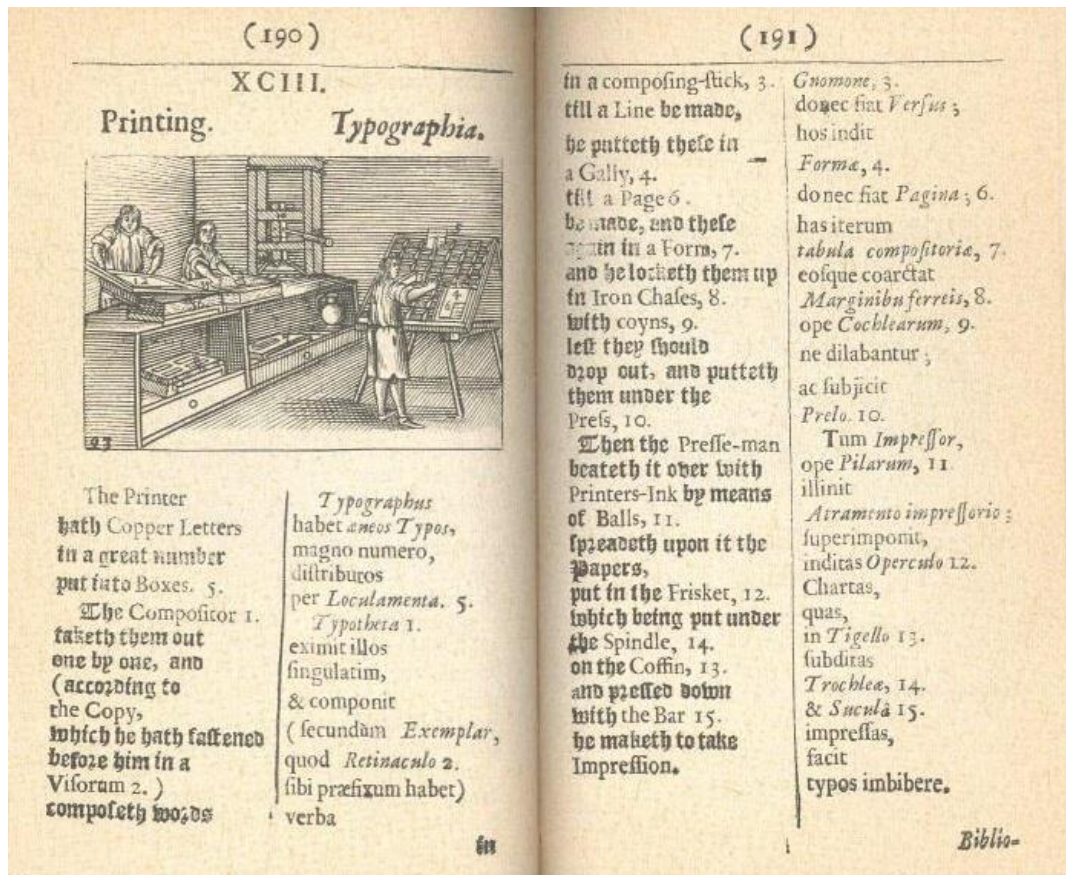 (190)
XCIII.
Printing.
Typographia.
93
The Printer
hath Copper Letters
in a great number
put into Boxes. 5.
The Compoſitor 1.
taketh them out
one by one, and
(according to
the Copy,
which he hath faſtened
before him in a
Viſorum 2. )
compoſeth words
Typographus
habet æneos Typos,
magno numero,
diſtributos
per Loculamenta. 5.
Typotheta 1.
eximit illos
ſingulatim,
& componit
( ſecundùm Exemplar,
quod Retinaculo 2.
ſibi præfixum habet)
verba
in
(191)
in a compoſing-ſtick, 3.
till a Line be made,
he putteth theſe in
a Gally, 4.
till a Page 6.
be made, and theſe
again in a Form, 7.
and he locketh them up
in Iron Chaſes, 8.
with coyns, 9.
leſt they ſhould
drop out, and putteth
them under the
Preſs, 10.
Then the Preſſe-man
beateth it over with
Printers-Ink by means
of Balls, 11.
ſpreadeth upon it the
Papers,
put in the Frisket, 12.
which being put under
the Spindle, 14.
on the Coffin, 13.
and preſſed down
with the Bar 15.
he maketh to take
Impreſſion.
Gnomone, 3.
donec fiat Verſus ;
hos indit
Formæ, 4.
donec fiat Pagina ; 6.
has iterum
tabula compoſitoriæ, 7.
eoſque coarctat
Marginibuſ ferreis, 8.
ope Cochlearum, 9.
ne dilabantur ;
ac ſubjicit
Prelo. 10.
Tum Impreſſor,
ope Pilarum, 11
illinit
Atramento impreſſorio ;
ſuperimponit,
inditas Operculo 12.
Chartas,
quas,
in Tigello 13.
ſubditas
Trochleæ, 14.
& Suculâ 15.
impreſſas,
facit
typos imbibere.
Biblio-